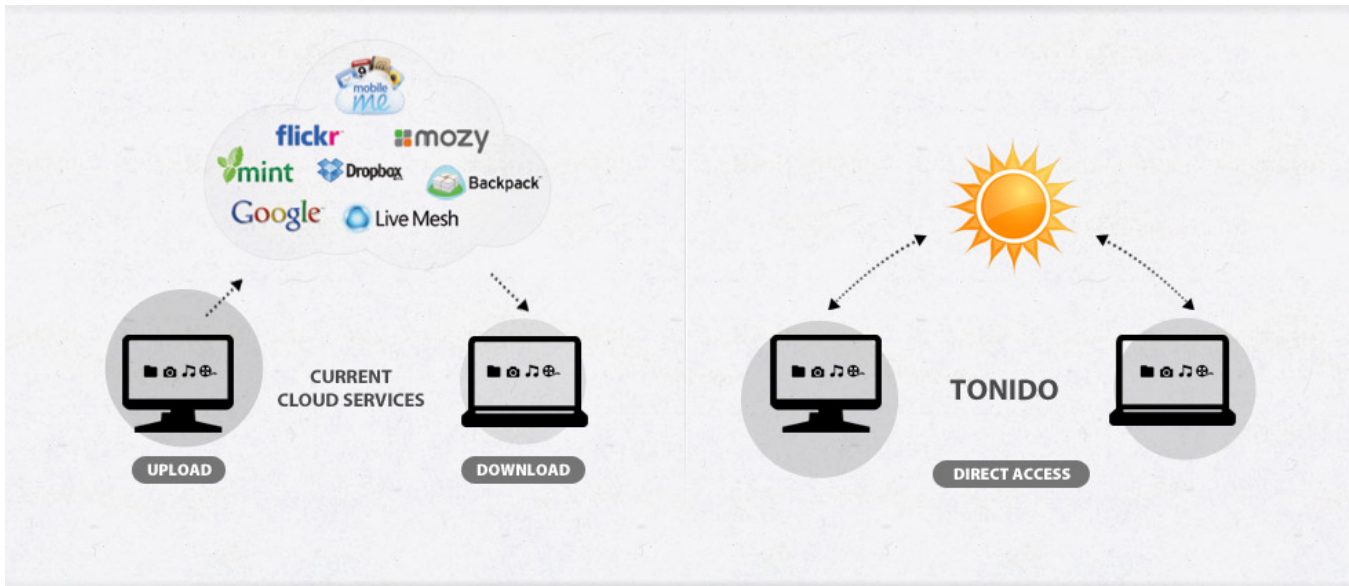 mobile
me
flickr
mozy
mint
Dropbox
Backpack
Google
Live Mesh
CURRENT
CLOUD SERVICES
UPLOAD
DOWNLOAD
TONIDO
DIRECT ACCESS